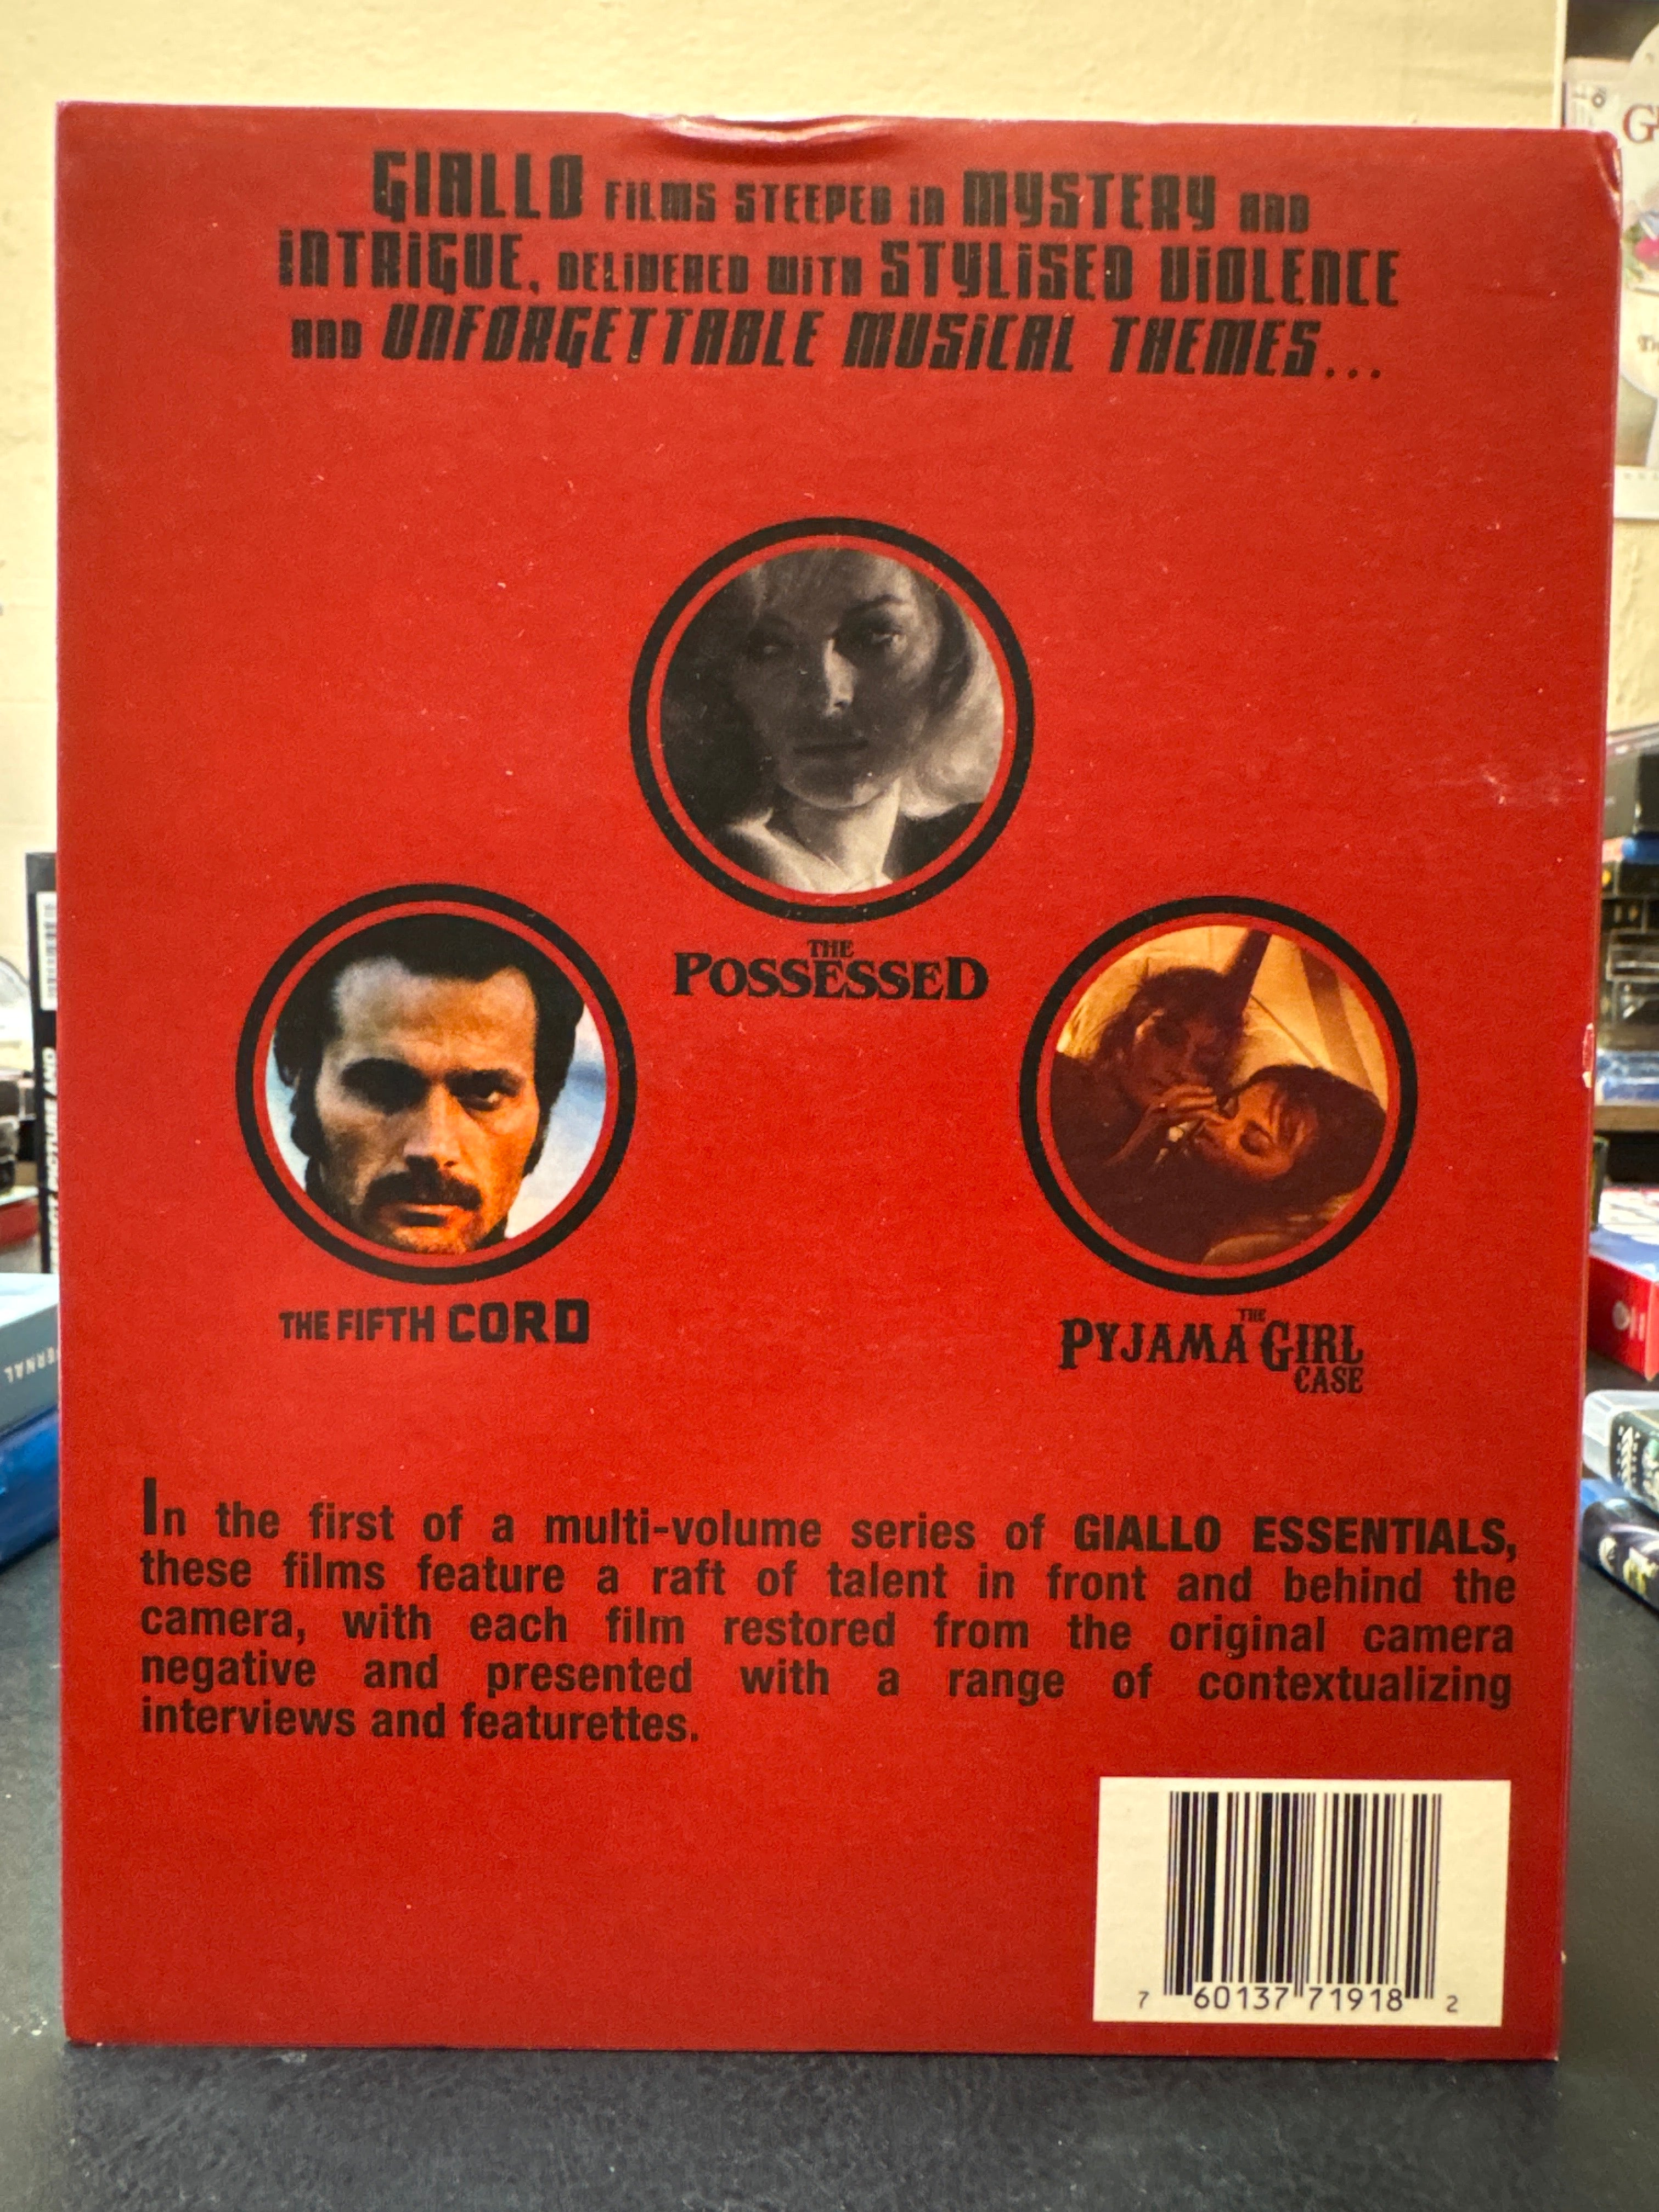 GIALLO FILMS STEEPED IN MYSTERY AND
INTRIGUE, DELIVERED WITH STYLISED VIOLENCE
AND UNFORGETTABLE MUSICAL THEMES...
THE
POSSESSED
THE FIFTH CORD
THE
PYJAMA GIRL
CASE
In the first of a multi-volume series of GIALLO ESSENTIALS,
these films feature a raft of talent in front and behind the
camera, with each film restored from the original camera
negative and presented with a range of contextualizing
interviews and featurettes.
7 60137 71918 2